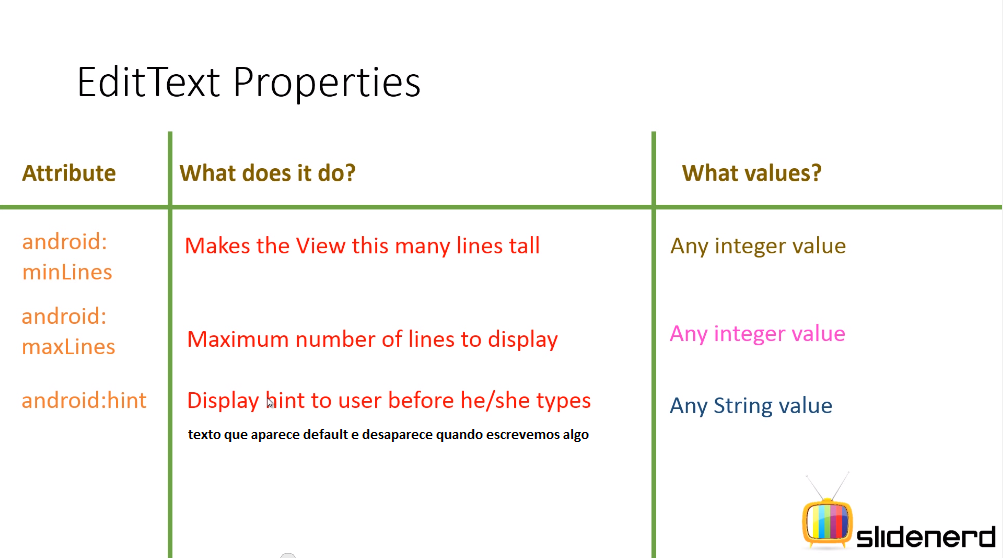 EditText Properties
Attribute
What does it do?
What values?
android:
minLines
Makes the View this many lines tall
Any integer value
android:
maxLines
Maximum number of lines to display
Any integer value
android:hint
Display hint to user before he/she types
Any String value
texto que aparece default e desaparece quando escrevemos algo
slidenerd